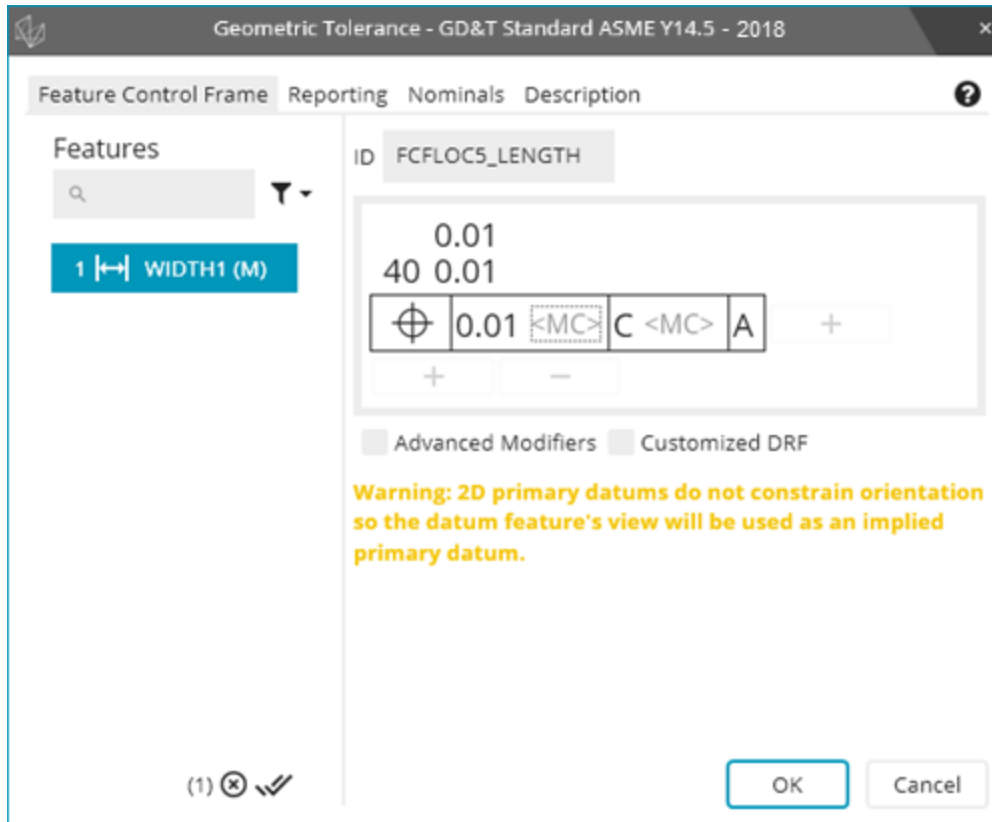 Geometric Tolerance - GD&T Standard ASME Y14.5 - 2018 ×
Feature Control Frame Reporting Nominals Description ?
Features
ID FCFLOC5_LENGTH
1 WIDTH1 (M)
0.01
40 0.01
0.01 <MC> C <MC> A +
+ −
Advanced Modifiers Customized DRF
Warning: 2D primary datums do not constrain orientation
so the datum feature's view will be used as an implied
primary datum.
(1)
OK Cancel